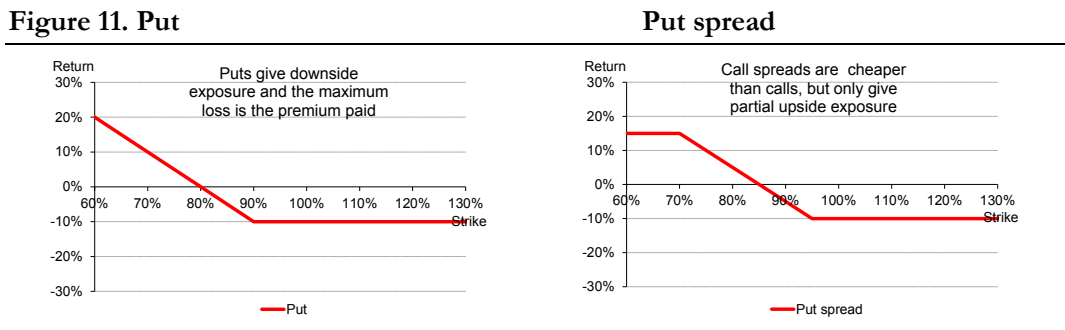 Figure 11. Put
Put spread
Return
Puts give downside
exposure and the maximum
loss is the premium paid
30%
20%
10%
0%
-10%
-20%
-30%
60% 70% 80% 90% 100% 110% 120% 130%
Strike
Put
Return
Call spreads are cheaper
than calls, but only give
partial upside exposure
30%
20%
10%
0%
-10%
-20%
-30%
60% 70% 80% 90% 100% 110% 120% 130%
Strike
Put spread